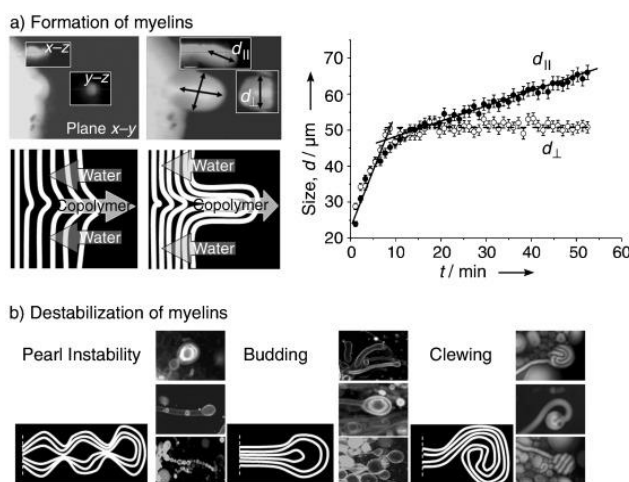 a) Formation of myelins
x–z
y–z
Plane x–y
d||
d⊥
Water
Copolymer
Water
Water
Copolymer
Water
Size, d / μm
70
60
50
40
30
20
0
10
20
30
40
50
60
t / min
d||
d⊥
b) Destabilization of myelins
Pearl Instability
Budding
Clewing